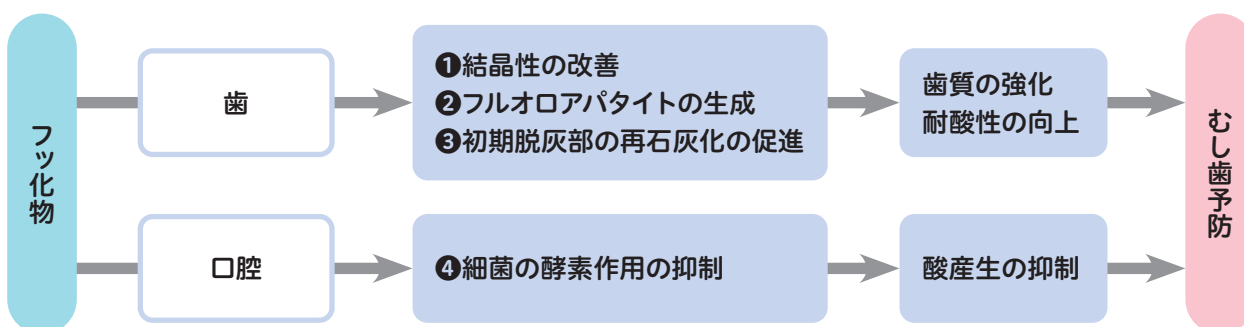 フッ化物
歯
❶結晶性の改善
❷フルオロアパタイトの生成
❸初期脱灰部の再石灰化の促進
歯質の強化
耐酸性の向上
口腔
❹細菌の酵素作用の抑制
酸産生の抑制
むし歯予防